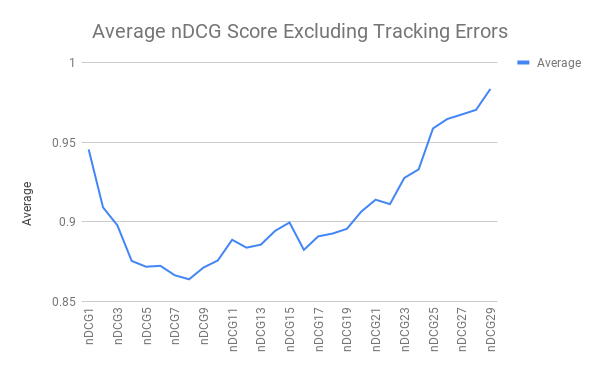 Average nDCG Score Excluding Tracking Errors
Average
1
0.95
0.9
0.85
Average
nDCG1
nDCG3
nDCG5
nDCG7
nDCG9
nDCG11
nDCG13
nDCG15
nDCG17
nDCG19
nDCG21
nDCG23
nDCG25
nDCG27
nDCG29